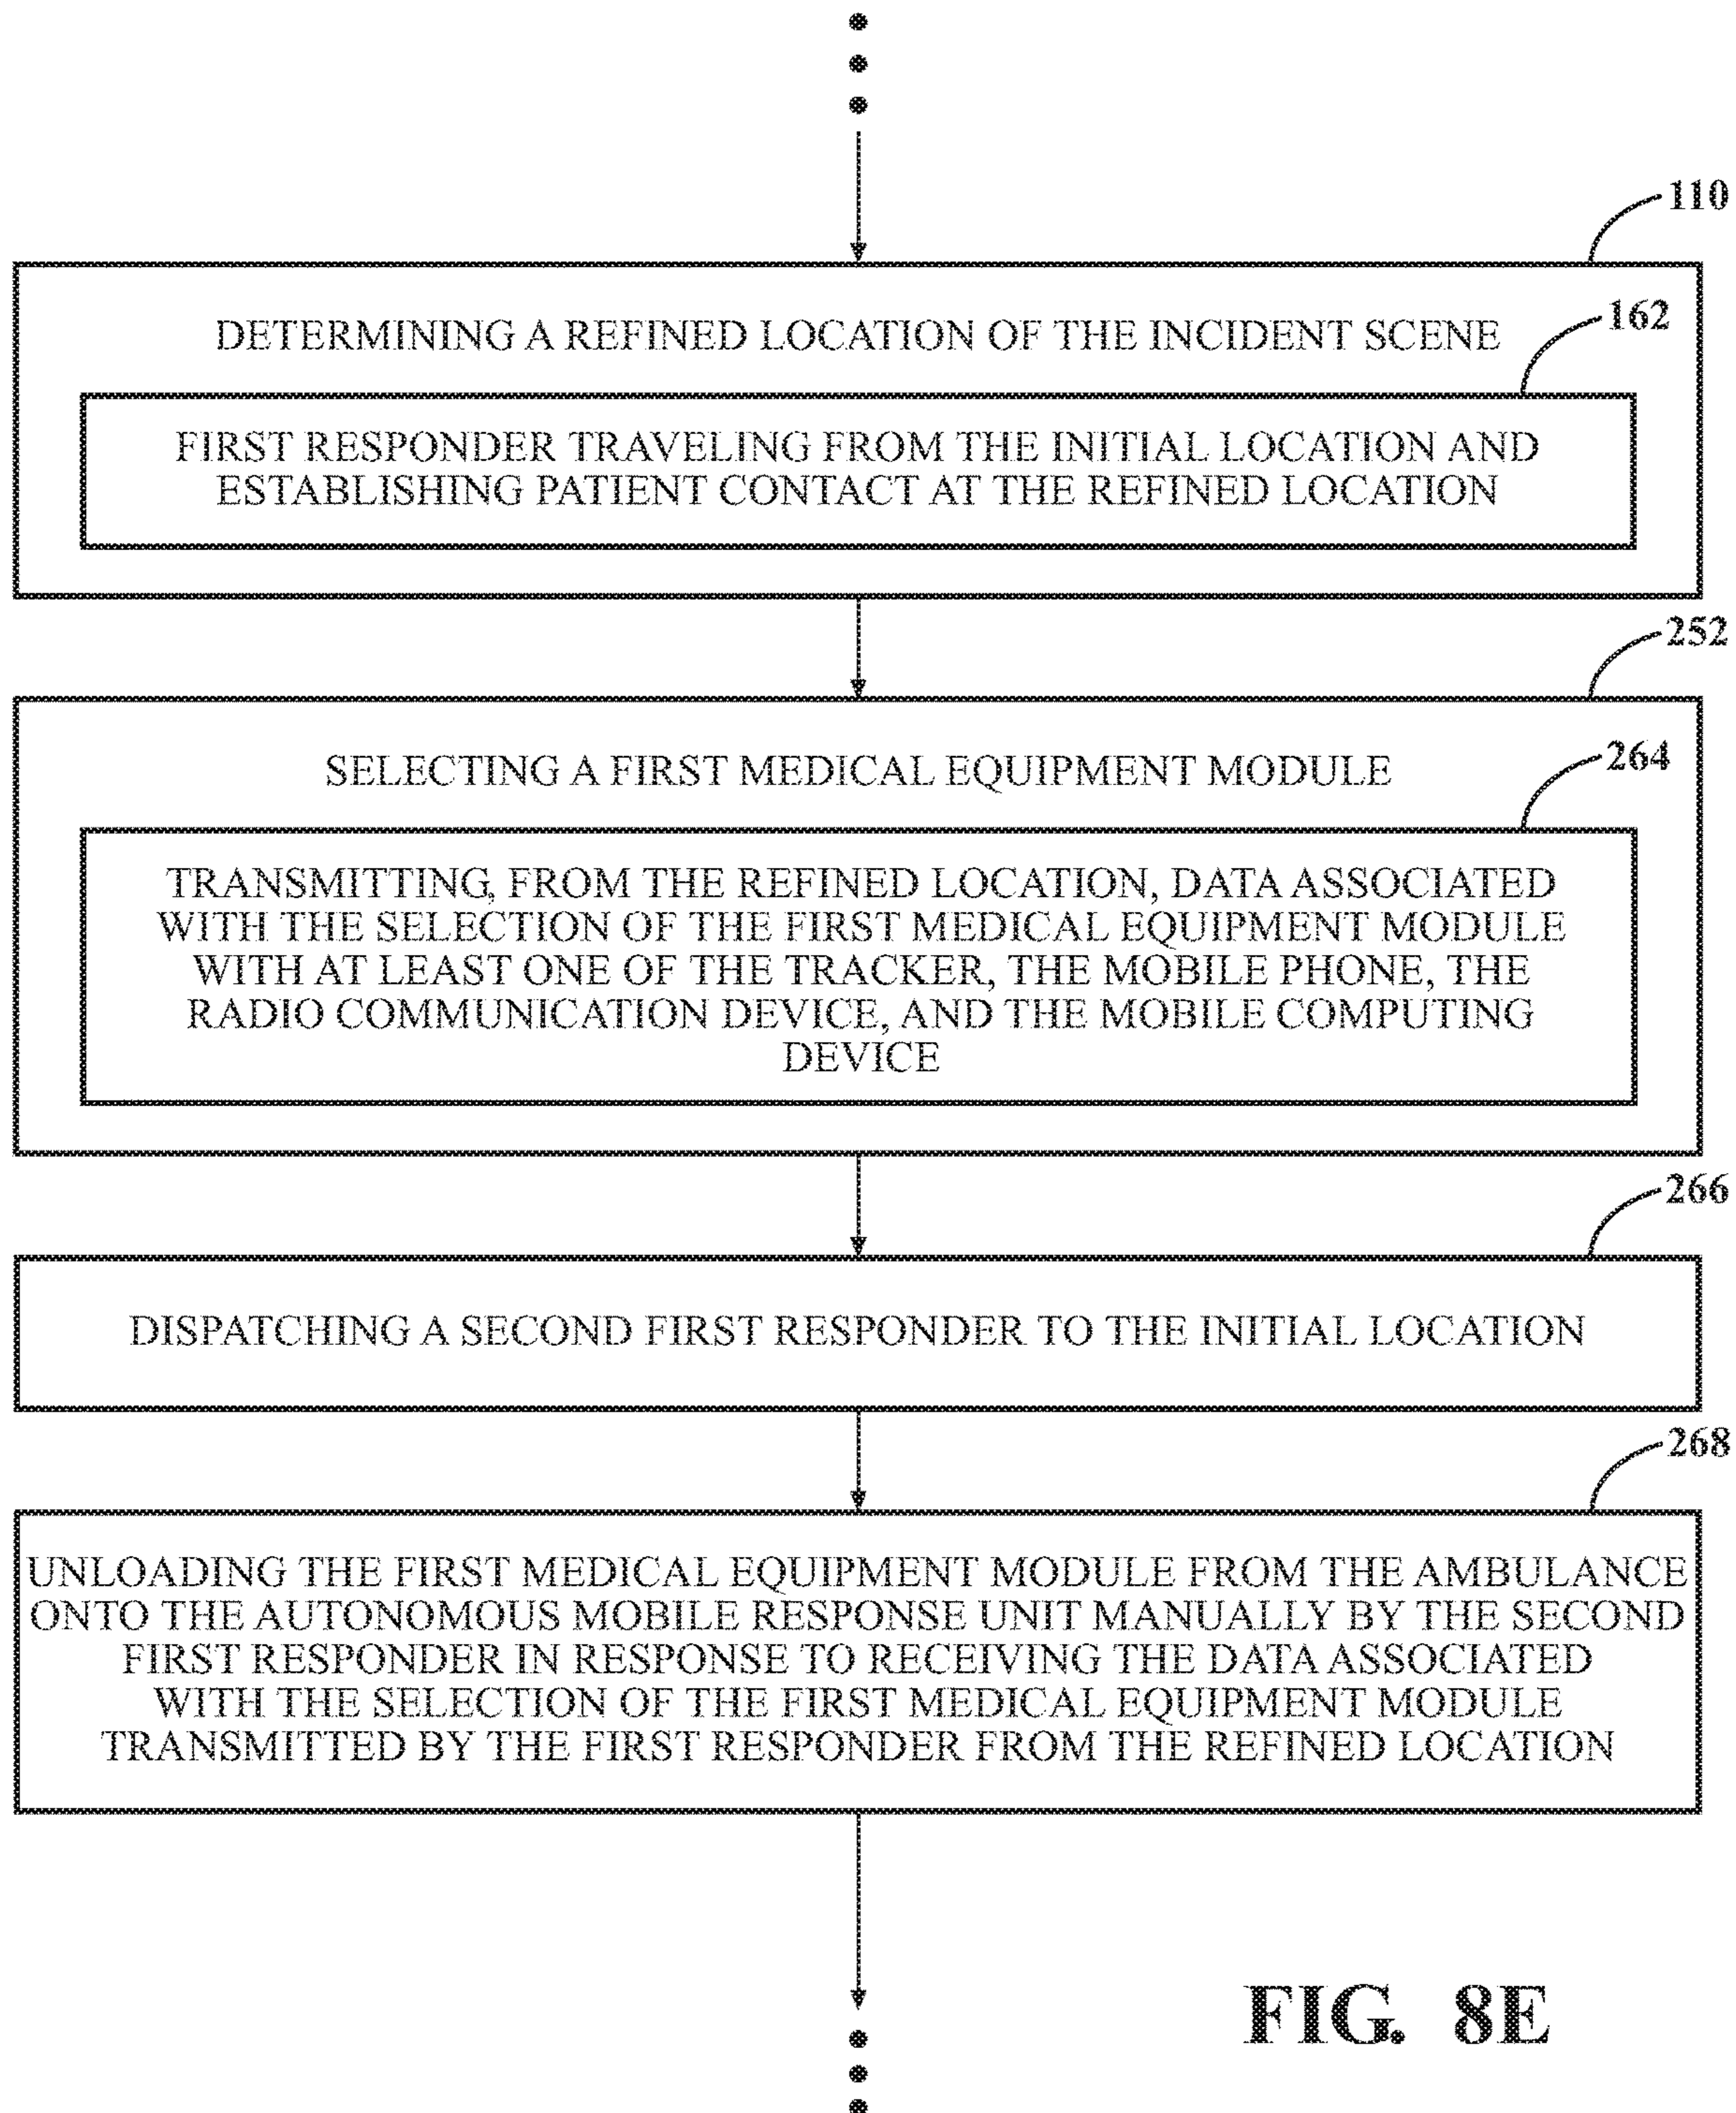 110
DETERMINING A REFINED LOCATION OF THE INCIDENT SCENE
162
FIRST RESPONDER TRAVELING FROM THE INITIAL LOCATION AND
ESTABLISHING PATIENT CONTACT AT THE REFINED LOCATION
252
SELECTING A FIRST MEDICAL EQUIPMENT MODULE
264
TRANSMITTING, FROM THE REFINED LOCATION, DATA ASSOCIATED
WITH THE SELECTION OF THE FIRST MEDICAL EQUIPMENT MODULE
WITH AT LEAST ONE OF THE TRACKER, THE MOBILE PHONE, THE
RADIO COMMUNICATION DEVICE, AND THE MOBILE COMPUTING
DEVICE
266
DISPATCHING A SECOND FIRST RESPONDER TO THE INITIAL LOCATION
268
UNLOADING THE FIRST MEDICAL EQUIPMENT MODULE FROM THE AMBULANCE
ONTO THE AUTONOMOUS MOBILE RESPONSE UNIT MANUALLY BY THE SECOND
FIRST RESPONDER IN RESPONSE TO RECEIVING THE DATA ASSOCIATED
WITH THE SELECTION OF THE FIRST MEDICAL EQUIPMENT MODULE
TRANSMITTED BY THE FIRST RESPONDER FROM THE REFINED LOCATION
FIG. 8E